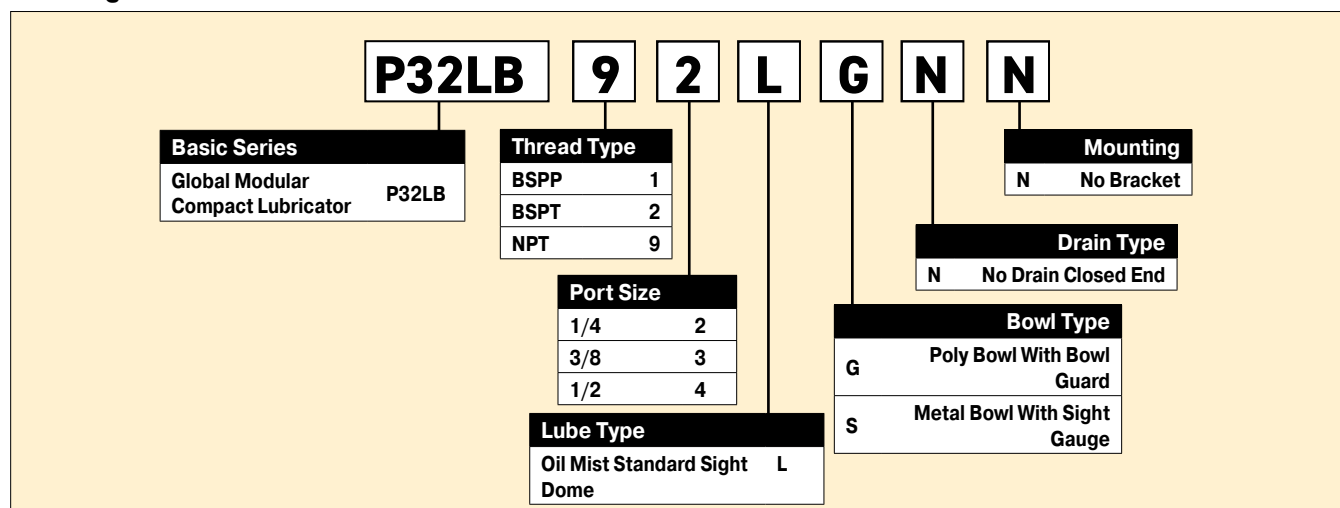 P32LB 9 2 L G N N
Basic Series
Global Modular
Compact Lubricator P32LB
Thread Type
BSPP 1
BSPT 2
NPT 9
Port Size
1/4 2
3/8 3
1/2 4
Lube Type
Oil Mist Standard Sight L
Dome
Mounting
N No Bracket
Drain Type
N No Drain Closed End
Bowl Type
G Poly Bowl With Bowl
Guard
S Metal Bowl With Sight
Gauge